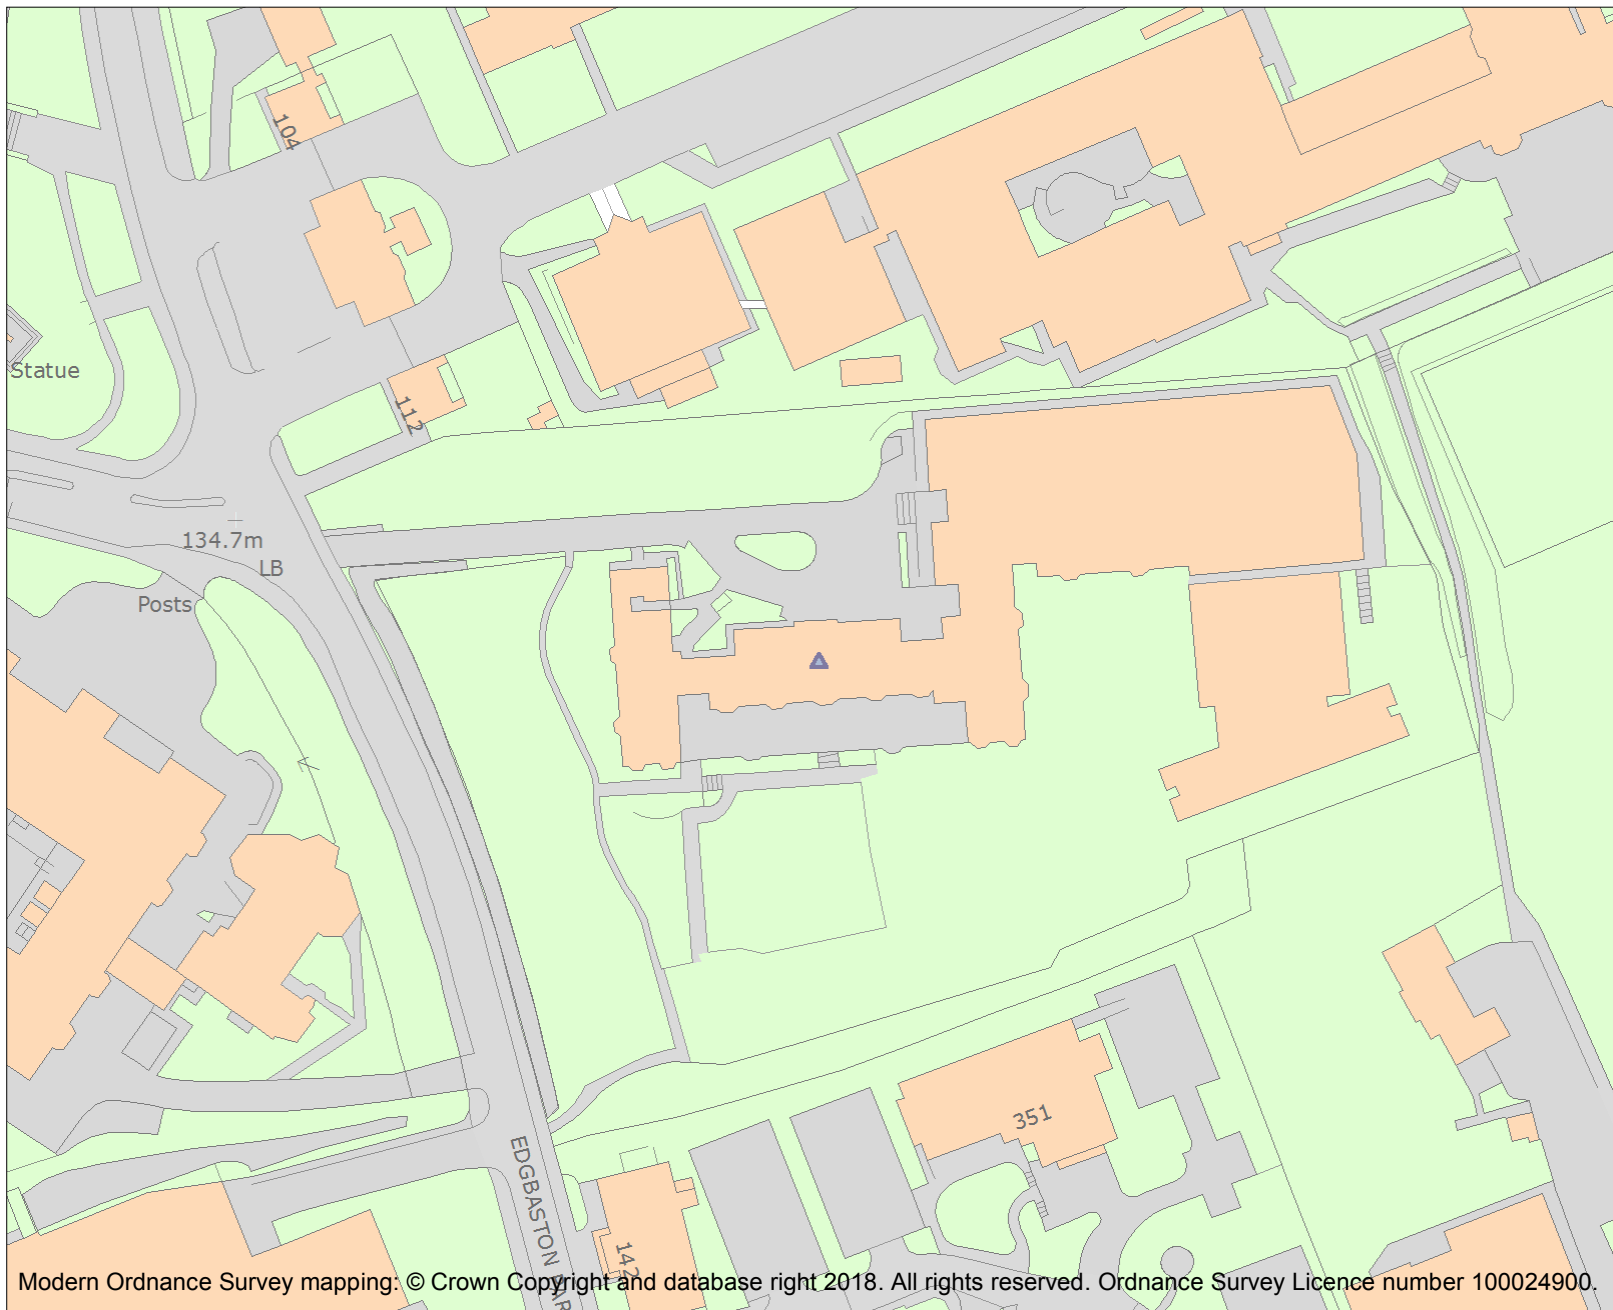 104
Statue
112
134.7m
LB
Posts
351
EDGBASTON PAR
142
Modern Ordnance Survey mapping: © Crown Copyright and database right 2018. All rights reserved. Ordnance Survey Licence number 100024900.